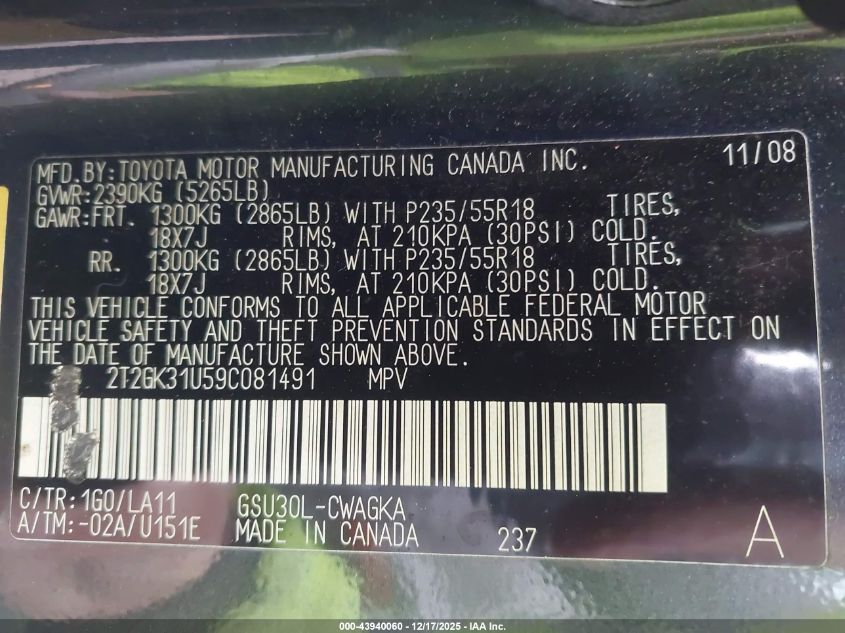 MFD.BY:TOYOTA MOTOR MANUFACTURING CANADA INC. 11/08
GVWR:2390KG (5265LB)
GAWR:FRT. 1300KG (2865LB) WITH P235/55R18 TIRES,
18X7J RIMS, AT 210KPA (30PSI) COLD.
RR. 1300KG (2865LB) WITH P235/55R18 TIRES,
18X7J RIMS, AT 210KPA (30PSI) COLD.
THIS VEHICLE CONFORMS TO ALL APPLICABLE FEDERAL MOTOR
VEHICLE SAFETY AND THEFT PREVENTION STANDARDS IN EFFECT ON
THE DATE OF MANUFACTURE SHOWN ABOVE.
2T2GK31U59C081491 MPV
C/TR:1G0/LA11 GSU30L-CWAGKA
A/TM:-02A/U151E MADE IN CANADA 237 A
000-43940060 - 12/17/2025 - IAA Inc.